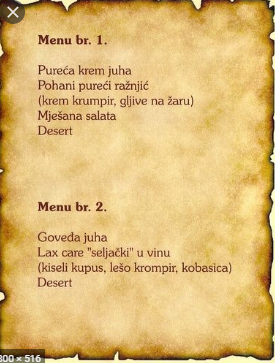 Menu br. 1.
Pureća krem juha
Pohani pureći ražnjić
(krem krumpir, gljive na žaru)
Mješana salata
Desert
Menu br. 2.
Goveđa juha
Lax care "seljački" u vinu
(kiseli kupus, lešo krompir, kobasica)
Desert
800 × 516